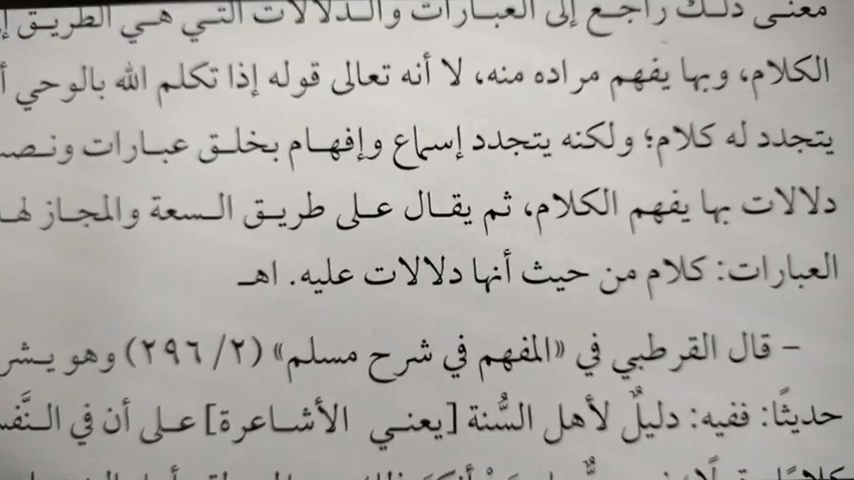 معنى ذلك راجع إلى العبارات والدلالات التي هي الطريق
الكلام، وبها يفهم مراده منه، لا أنه تعالى قوله إذا تكلم الله بالوحي
يتجدد له كلام؛ ولكنه يتجدد إسماع وإفهام بخلق عبارات
دلالات بها يفهم الكلام، ثم يقال على طريق السعة والمجاز
العبارات: كلام من حيث أنها دلالات عليه. اهـ
- قال القرطبي في «المفهم في شرح مسلم» (٢/ ٢٩٦) وهو
حديثًا: ففيه: دليلٌ لأهل السُّنة [يعني الأشاعرة] على أن في